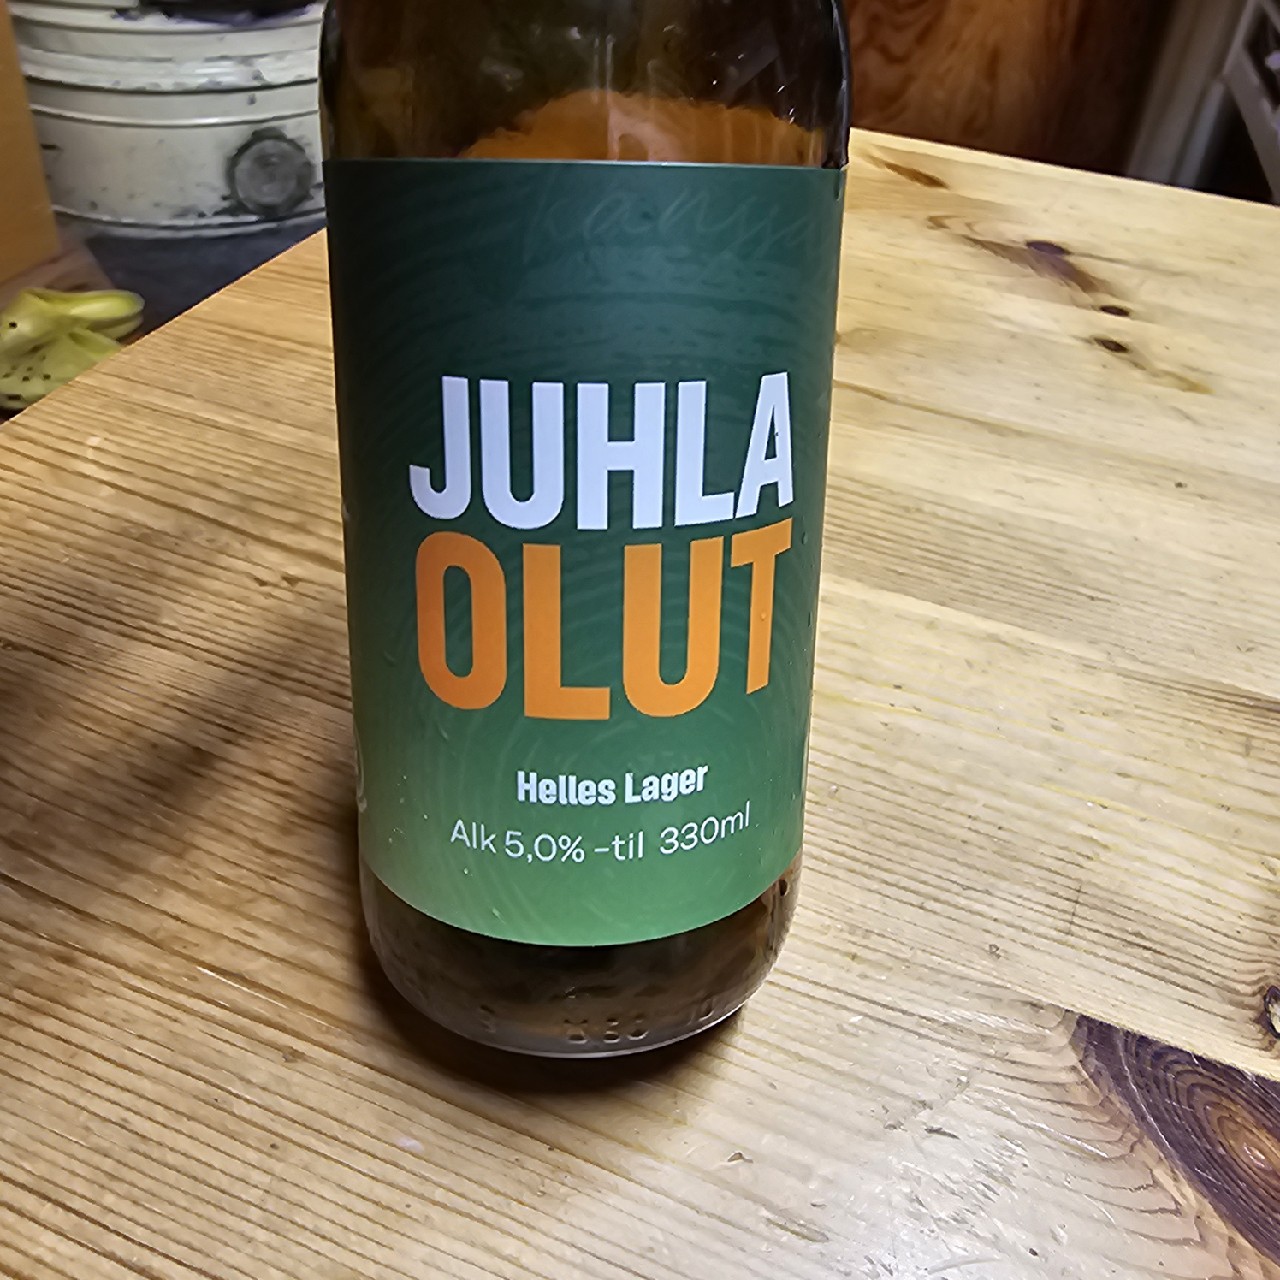 JUHLA
OLUT
Helles Lager
Alk 5,0% -til 330ml